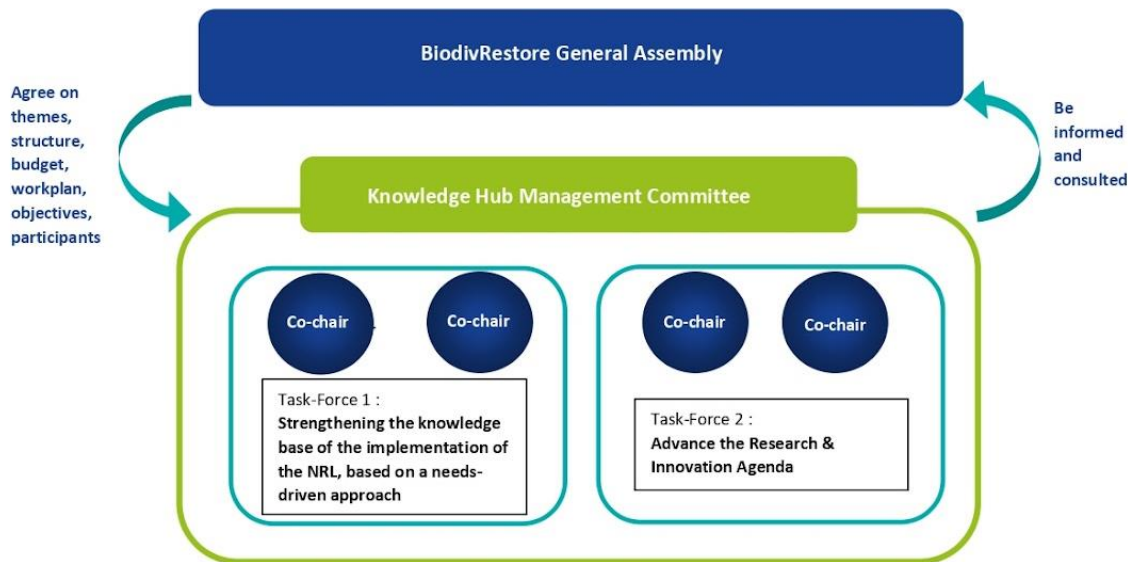 BiodivRestore General Assembly
Agree on
themes,
structure,
budget,
workplan,
objectives,
participants
Be
informed
and
consulted
Knowledge Hub Management Committee
Co-chair
Co-chair
Co-chair
Co-chair
Task-Force 1 :
Strengthening the knowledge
base of the implementation of
the NRL, based on a needs-
driven approach
Task-Force 2 :
Advance the Research &
Innovation Agenda